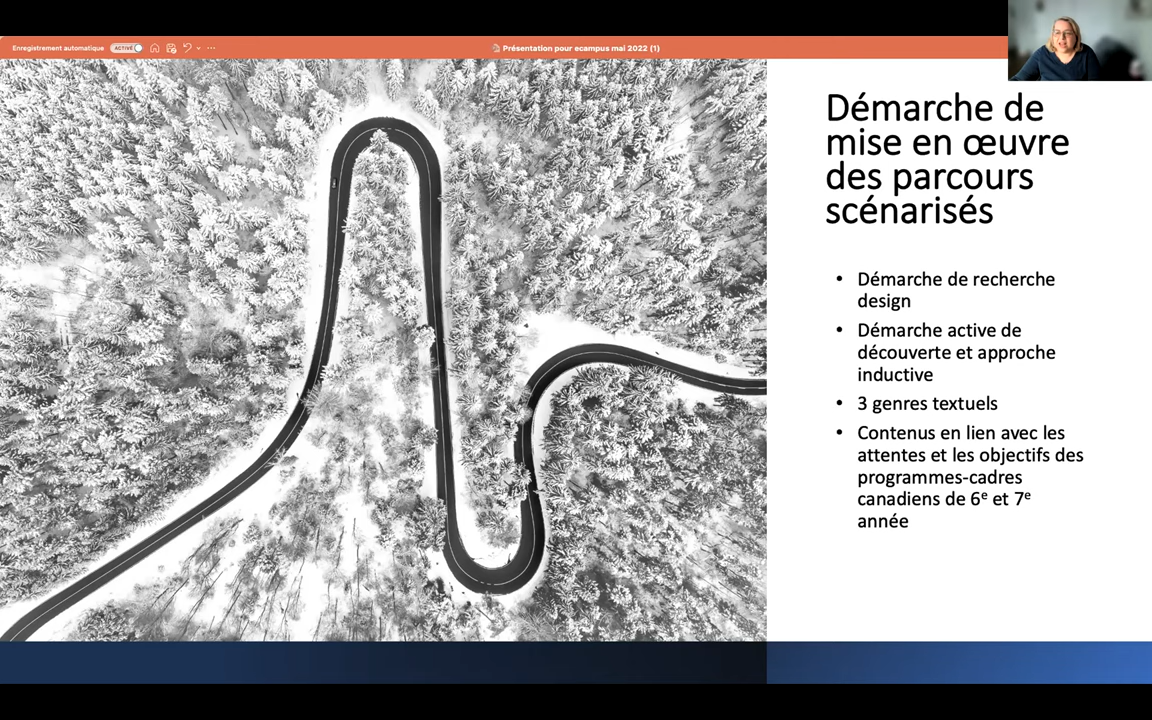 Enregistrement automatique ACTIVÉ
Présentation pour ecampus mai 2022 (1)
Démarche de
mise en œuvre
des parcours
scénarisés
• Démarche de recherche
design
• Démarche active de
découverte et approche
inductive
• 3 genres textuels
• Contenus en lien avec les
attentes et les objectifs des
programmes-cadres
canadiens de 6ᵉ et 7ᵉ
année